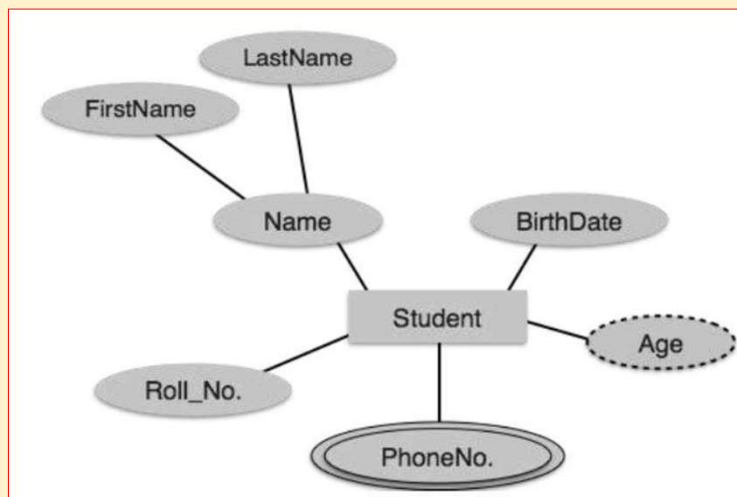 LastName
FirstName
Name
BirthDate
Student
Age
Roll_No.
PhoneNo.